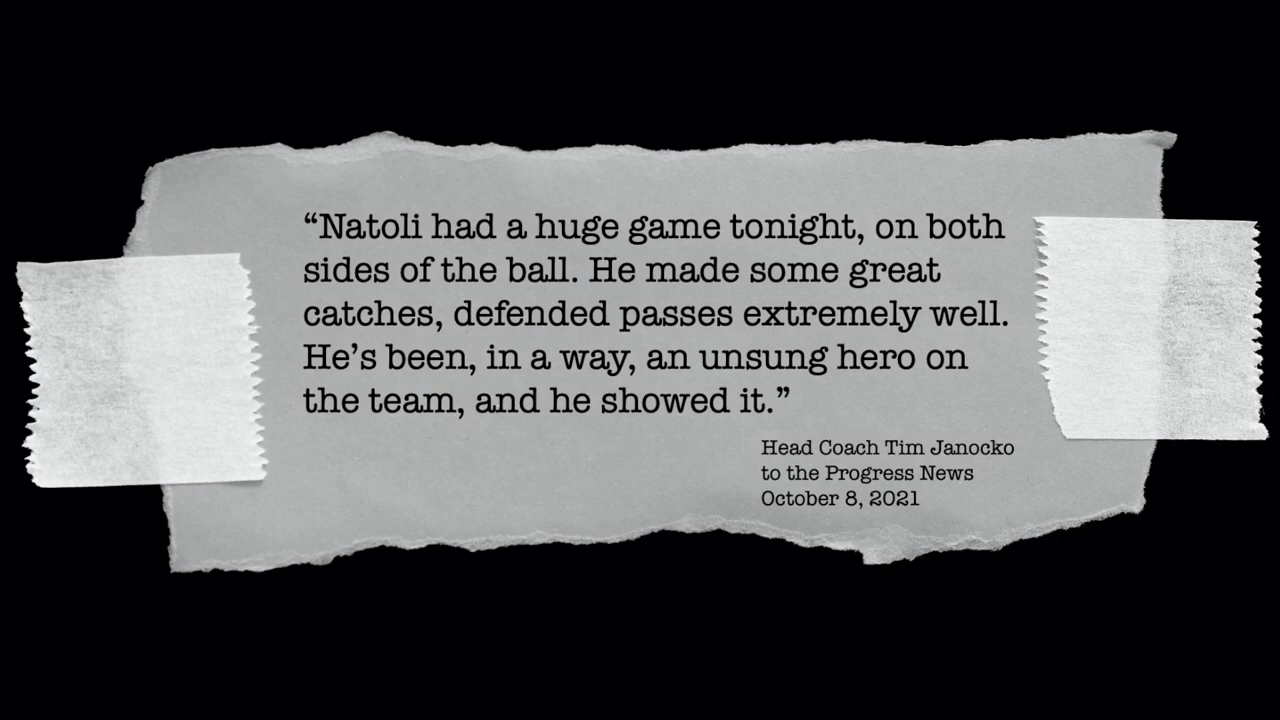 “Natoli had a huge game tonight, on both
sides of the ball. He made some great
catches, defended passes extremely well.
He’s been, in a way, an unsung hero on
the team, and he showed it.”
Head Coach Tim Janocko
to the Progress News
October 8, 2021